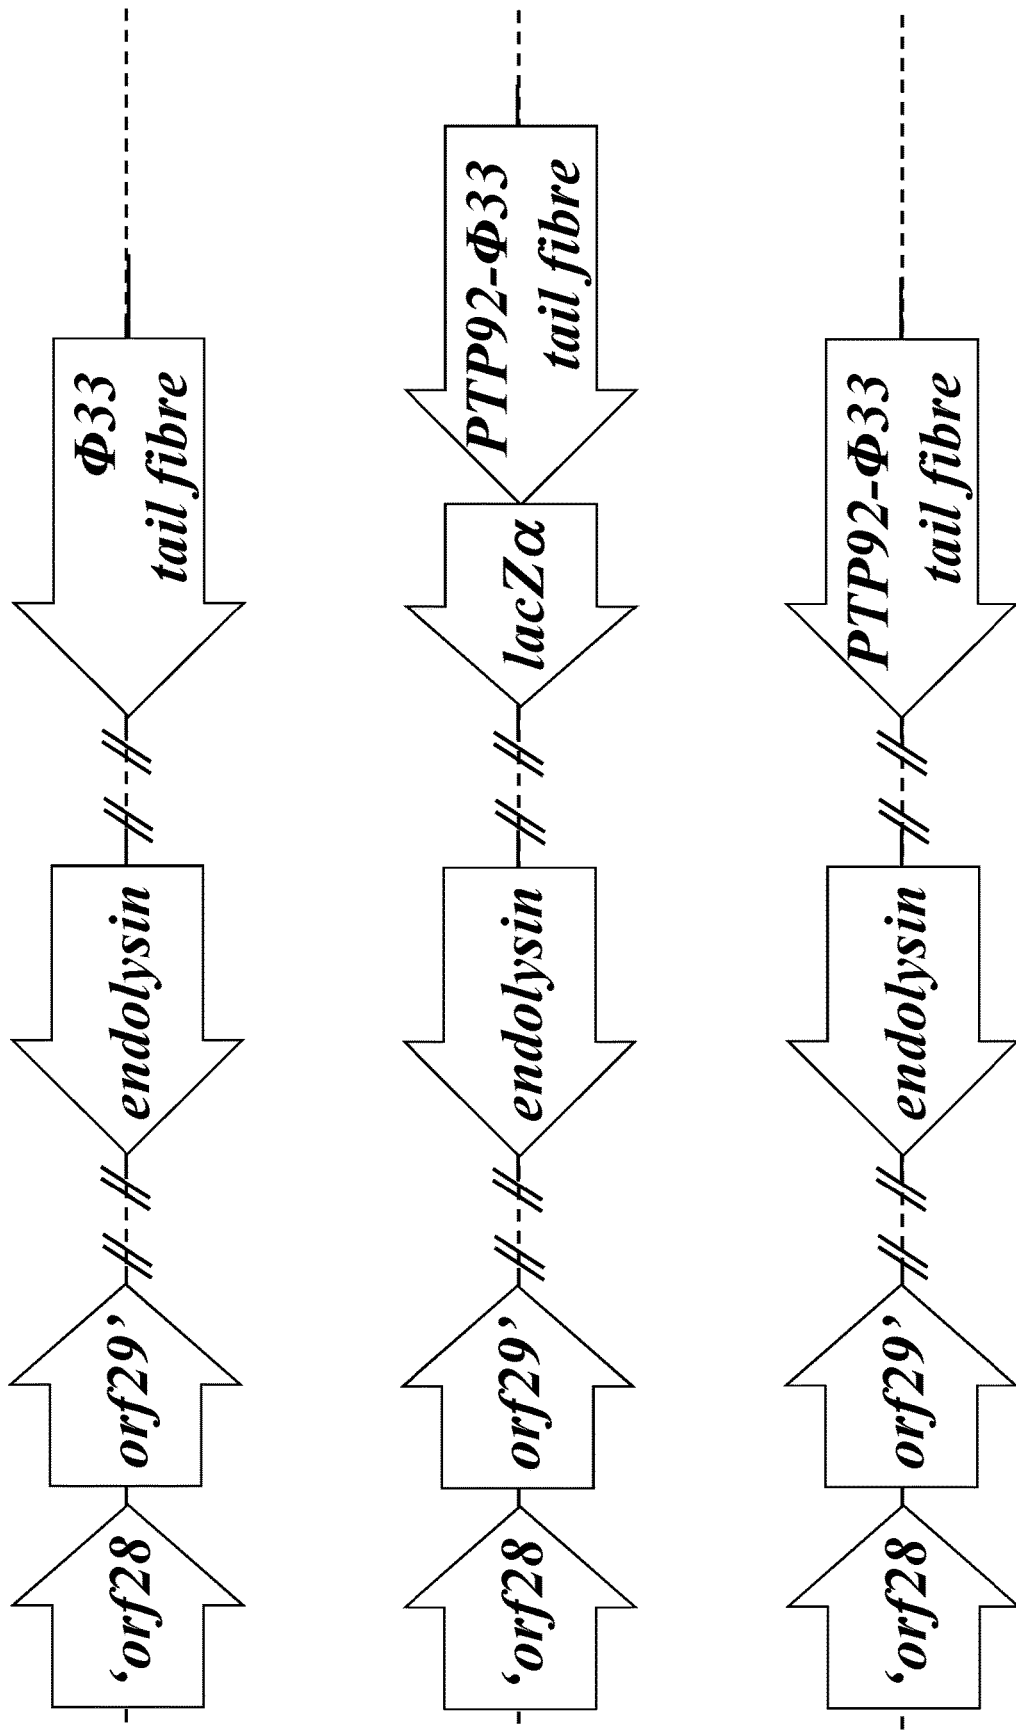 ‘orf28
orf29’
endolysin
Φ33
tail fibre
‘orf28
orf29’
endolysin
lacZα
PTP92-Φ33
tail fibre
‘orf28
orf29’
endolysin
PTP92-Φ33
tail fibre